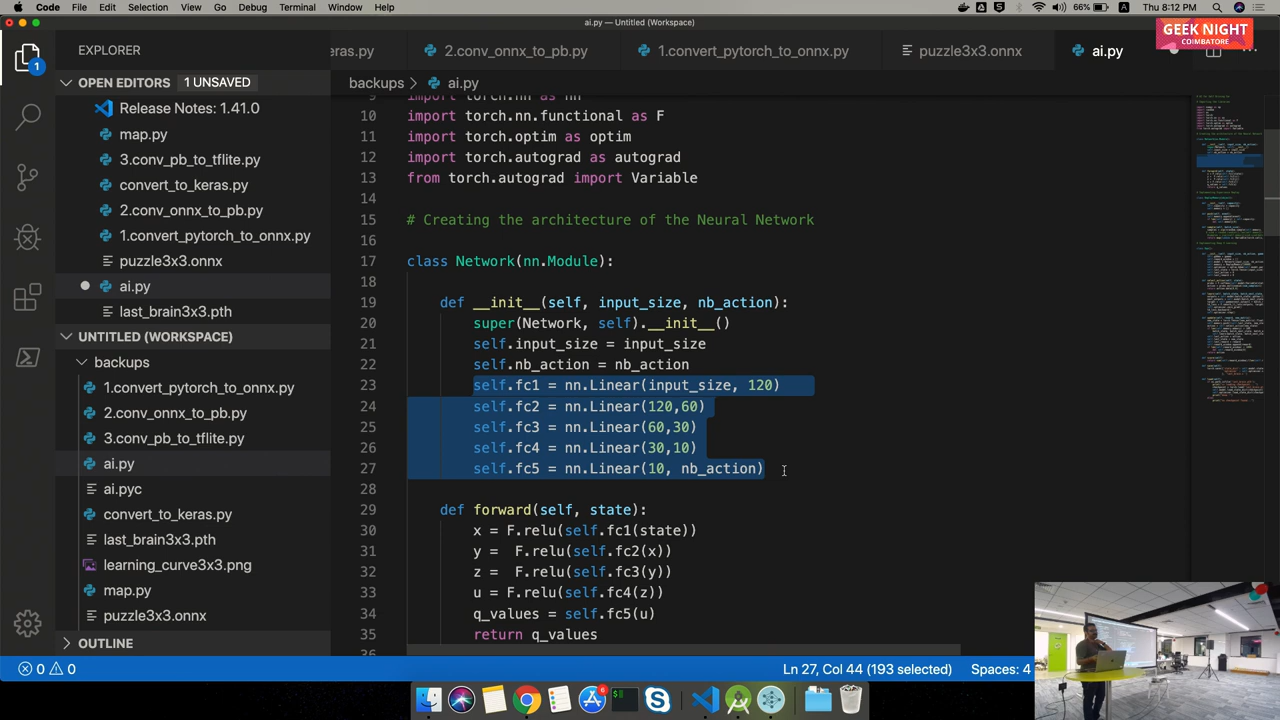 Code File Edit Selection View Go Debug Terminal Window Help 66% Thu 8:12 PM
ai.py — Untitled (Workspace)
GEEK NIGHT
COIMBATORE
EXPLORER
eras.py 2.conv_onnx_to_pb.py 1.convert_pytorch_to_onnx.py puzzle3x3.onnx ai.py
OPEN EDITORS 1 UNSAVED
backups > ai.py
Release Notes: 1.41.0
map.py
3.conv_pb_to_tflite.py
convert_to_keras.py
2.conv_onnx_to_pb.py
1.convert_pytorch_to_onnx.py
puzzle3x3.onnx
ai.py
last_brain3x3.pth
UNTITLED (WORKSPACE)
backups
1.convert_pytorch_to_onnx.py
2.conv_onnx_to_pb.py
3.conv_pb_to_tflite.py
ai.py
ai.pyc
convert_to_keras.py
last_brain3x3.pth
learning_curve3x3.png
map.py
puzzle3x3.onnx
OUTLINE
9 import torch.nn as nn
10 import torch.nn.functional as F
11 import torch.optim as optim
12 import torch.autograd as autograd
13 from torch.autograd import Variable
14
15 # Creating the architecture of the Neural Network
16
17 class Network(nn.Module):
18
19 def __init__(self, input_size, nb_action):
20 super(Network, self).__init__()
21 self.input_size = input_size
22 self.nb_action = nb_action
23 self.fc1 = nn.Linear(input_size, 120)
24 self.fc2 = nn.Linear(120,60)
25 self.fc3 = nn.Linear(60,30)
26 self.fc4 = nn.Linear(30,10)
27 self.fc5 = nn.Linear(10, nb_action)
28
29 def forward(self, state):
30 x = F.relu(self.fc1(state))
31 y =  F.relu(self.fc2(x))
32 z =  F.relu(self.fc3(y))
33 u = F.relu(self.fc4(z))
34 q_values = self.fc5(u)
35 return q_values
36
0 0 Ln 27, Col 44 (193 selected) Spaces: 4